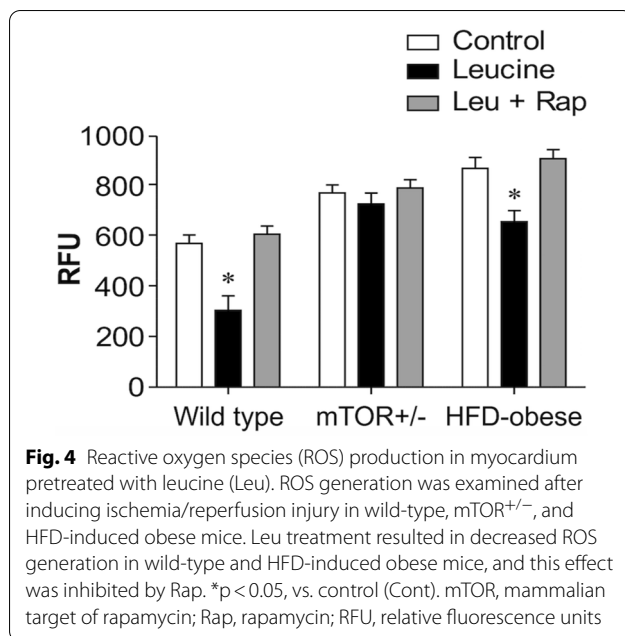 Control
Leucine
Leu + Rap
1000
800
600
400
200
0
RFU
*
*
Wild type mTOR+/- HFD-obese
Fig. 4 Reactive oxygen species (ROS) production in myocardium
pretreated with leucine (Leu). ROS generation was examined after
inducing ischemia/reperfusion injury in wild-type, mTOR+/−, and
HFD-induced obese mice. Leu treatment resulted in decreased ROS
generation in wild-type and HFD-induced obese mice, and this effect
was inhibited by Rap. *p < 0.05, vs. control (Cont). mTOR, mammalian
target of rapamycin; Rap, rapamycin; RFU, relative fluorescence units